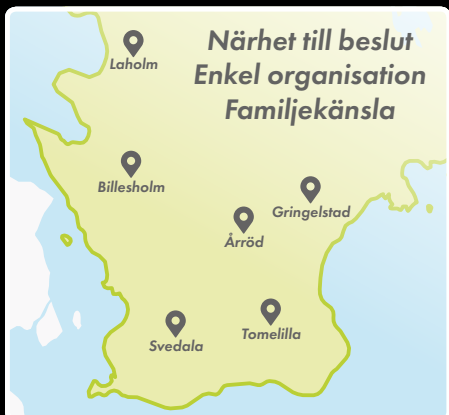 Närhet till beslut
Enkel organisation
Familjekänsla
Laholm
Billesholm
Gringelstad
Årröd
Svedala
Tomelilla